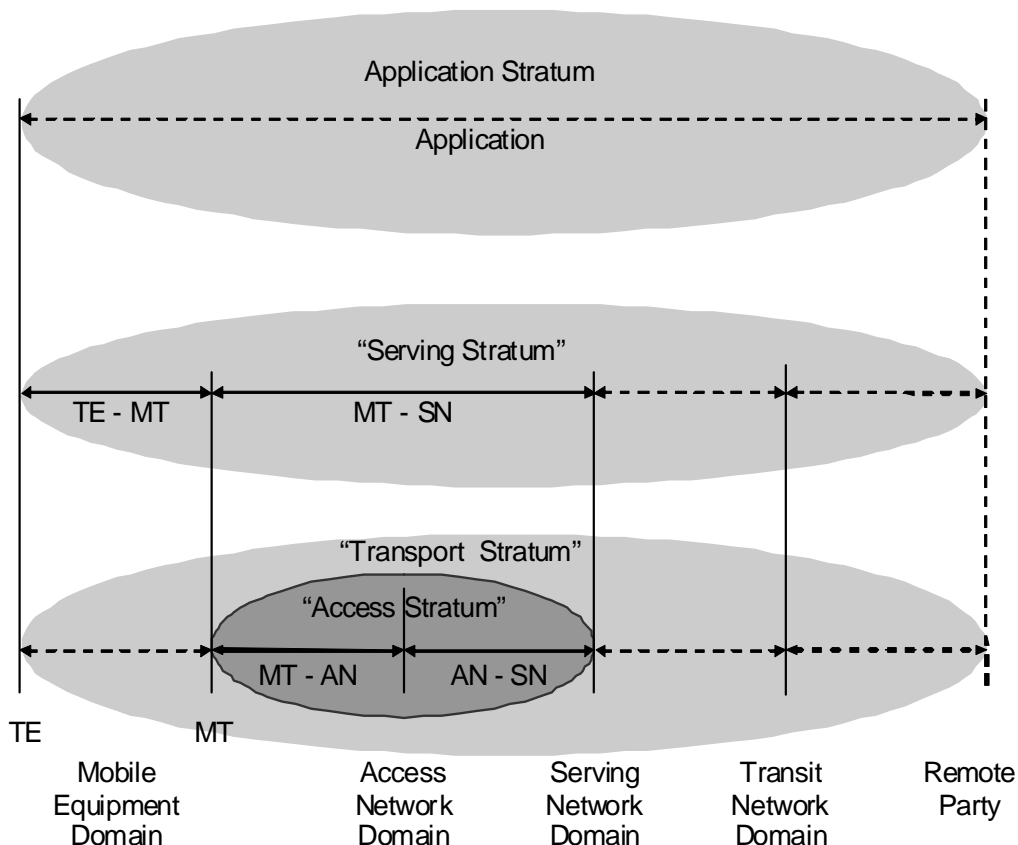 Application Stratum
Application
“Serving Stratum”
TE - MT
MT - SN
“Transport Stratum”
“Access Stratum”
MT - AN
AN - SN
TE
MT
Mobile
Equipment
Domain
Access
Network
Domain
Serving
Network
Domain
Transit
Network
Domain
Remote
Party